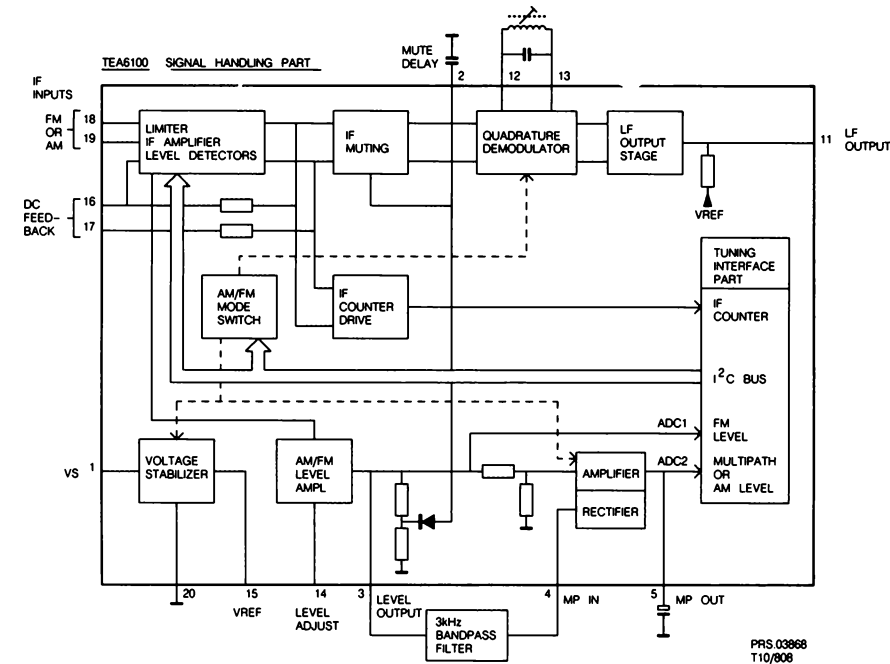 TEA6100 SIGNAL HANDLING PART
MUTE
DELAY
2
12
13
IF
INPUTS
FM
OR
AM
18
19
LIMITER
IF AMPLIFIER
LEVEL DETECTORS
IF
MUTING
QUADRATURE
DEMODULATOR
LF
OUTPUT
STAGE
11
LF
OUTPUT
DC
FEED-
BACK
16
17
VREF
AM/FM
MODE
SWITCH
IF
COUNTER
DRIVE
TUNING
INTERFACE
PART
IF
COUNTER
I²C BUS
ADC1
FM
LEVEL
ADC2
MULTIPATH
OR
AM LEVEL
VS
1
VOLTAGE
STABILIZER
AM/FM
LEVEL
AMPL
AMPLIFIER
RECTIFIER
20
15
VREF
14
LEVEL
ADJUST
3
LEVEL
OUTPUT
4
MP IN
5
MP OUT
3kHz
BANDPASS
FILTER
PRS.03868
T10/808